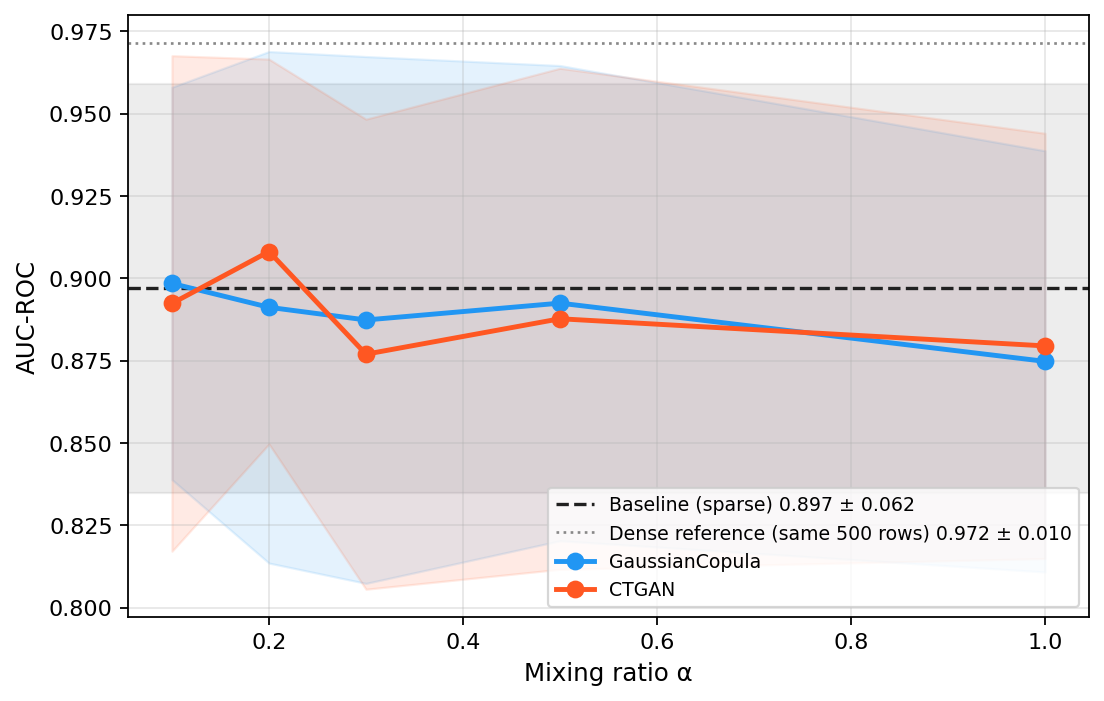 0.975
0.950
0.925
0.900
0.875
0.850
0.825
0.800
AUC-ROC
Baseline (sparse) 0.897 ± 0.062
Dense reference (same 500 rows) 0.972 ± 0.010
GaussianCopula
CTGAN
0.2 0.4 0.6 0.8 1.0
Mixing ratio α